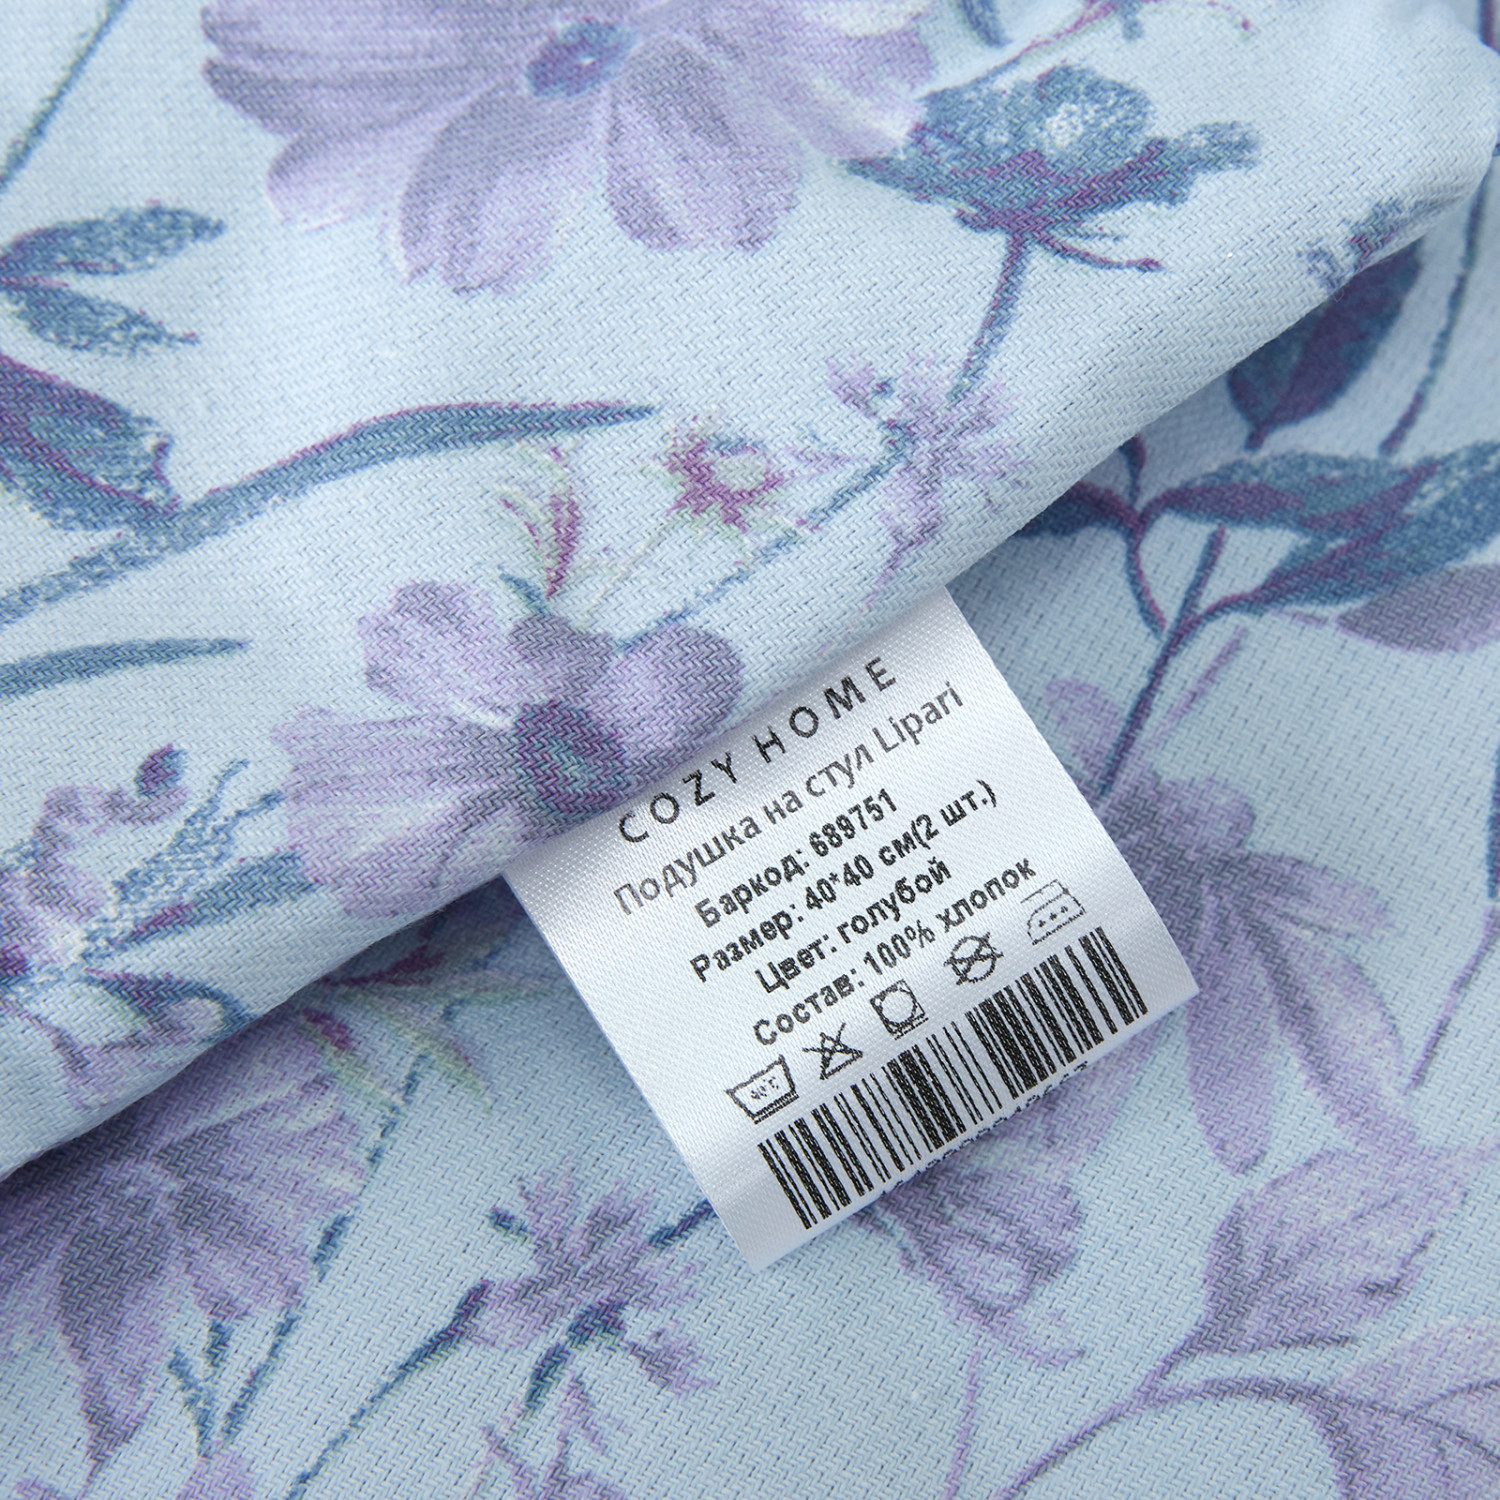 COZY HOME
Подушка на стул Lipari
Баркод: 689751
Размер: 40*40 см(2 шт.)
Цвет: голубой
Состав: 100% хлопок